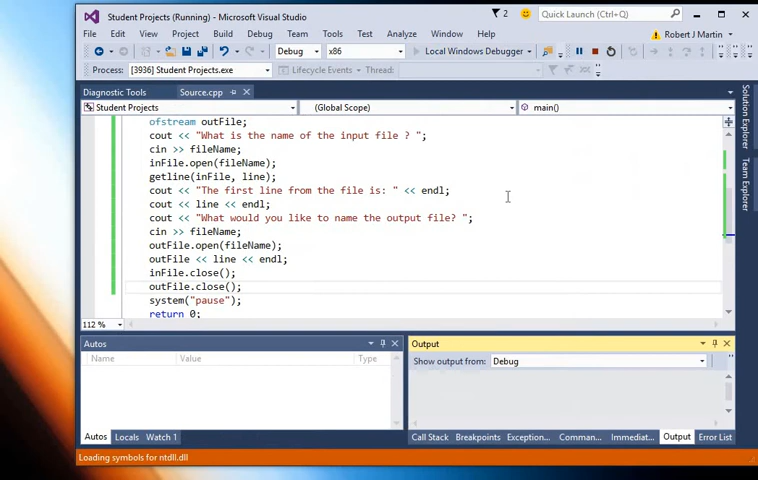 Student Projects (Running) - Microsoft Visual Studio
2
Quick Launch (Ctrl+Q)
File Edit View Project Build Debug Team Tools Test Analyze Window Help
Robert J Martin
Debug x86 Local Windows Debugger
Process: [3936] Student Projects.exe Lifecycle Events Thread:
Diagnostic Tools Source.cpp
Student Projects (Global Scope) main()
ofstream outFile;
cout << "What is the name of the input file ? ";
cin >> fileName;
inFile.open(fileName);
getline(inFile, line);
cout << "The first line from the file is: " << endl;
cout << line << endl;
cout << "What would you like to name the output file? ";
cin >> fileName;
outFile.open(fileName);
outFile << line << endl;
inFile.close();
outFile.close();
system("pause");
return 0;
112 %
Solution Explorer
Team Explorer
Autos
Name Value Type
Autos Locals Watch 1
Output
Show output from: Debug
Call Stack Breakpoints Exception... Comman... Immediat... Output Error List
Loading symbols for ntdll.dll